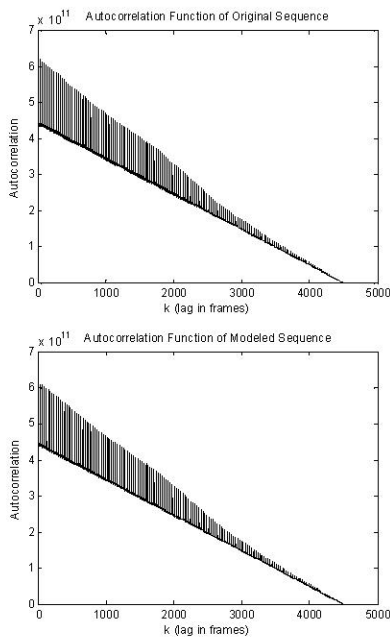 Autocorrelation Function of Original Sequence
x 10^11
7
6
5
4
3
2
1
0
Autocorrelation
0 1000 2000 3000 4000 5000
k (lag in frames)
Autocorrelation Function of Modeled Sequence
x 10^11
7
6
5
4
3
2
1
0
Autocorrelation
0 1000 2000 3000 4000 5000
k (lag in frames)